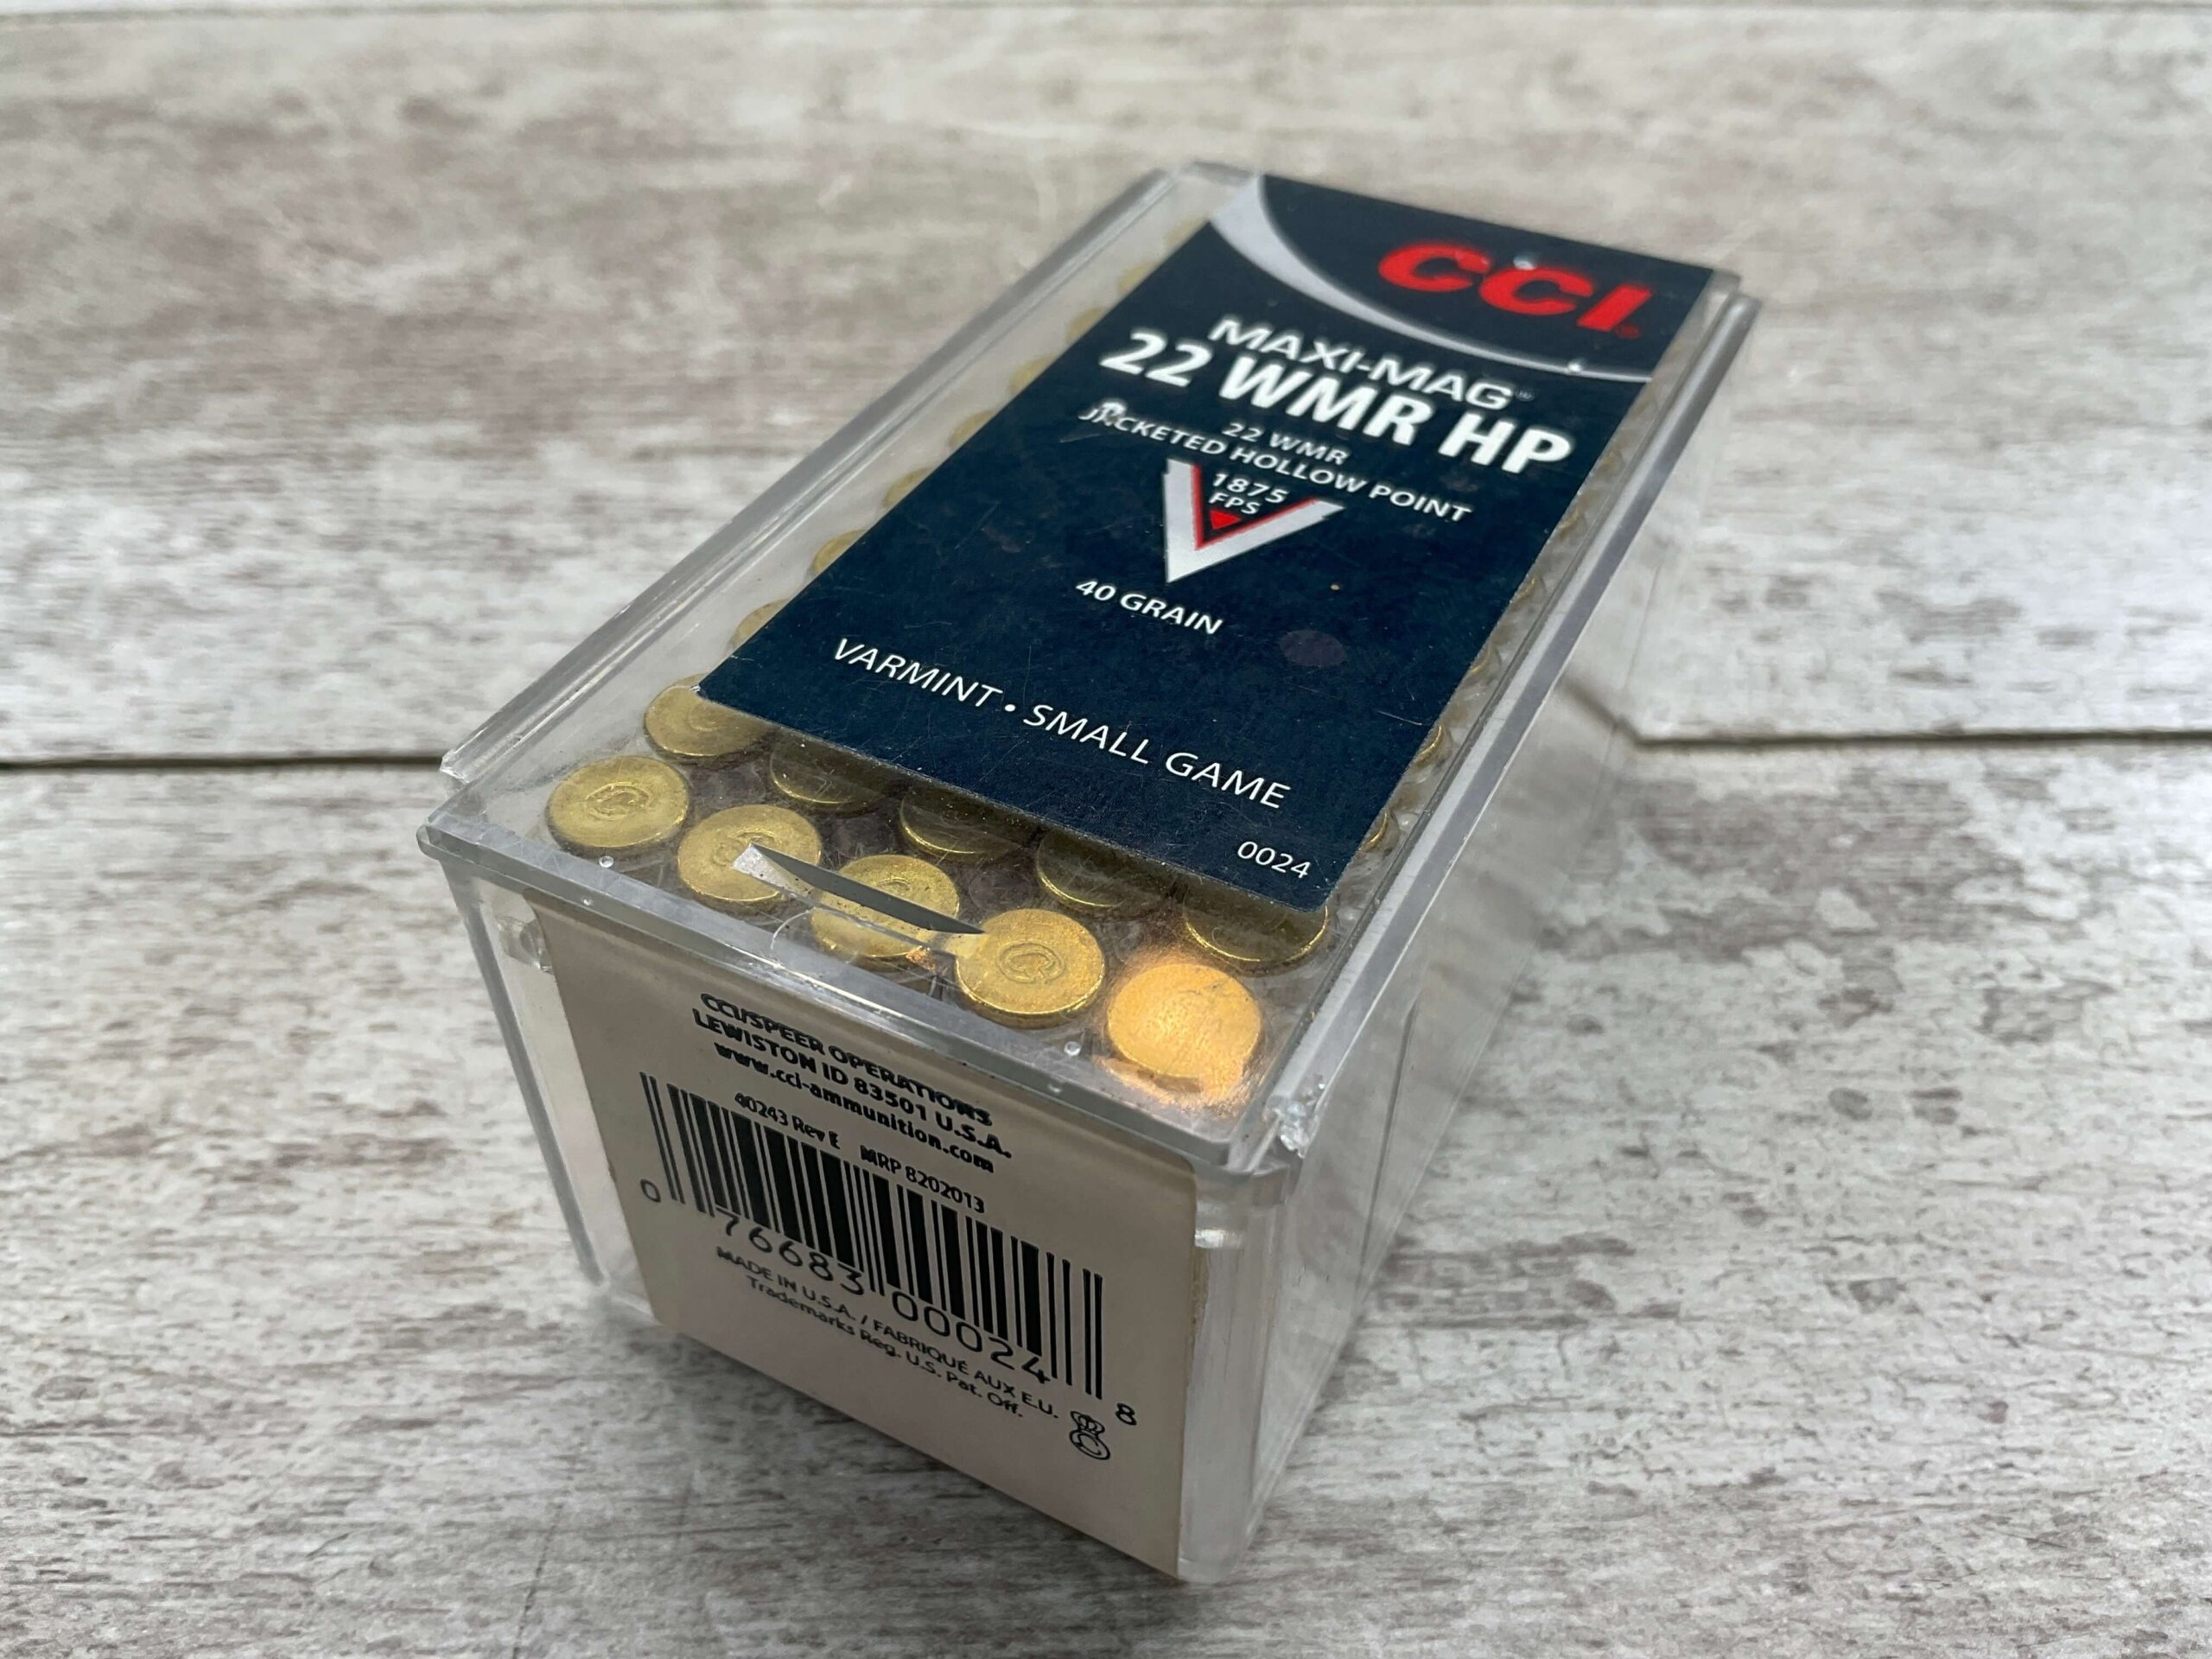 CCI®
MAXI-MAG®
22 WMR HP
22 WMR
JACKETED HOLLOW POINT
1875
FPS
40 GRAIN
VARMINT • SMALL GAME
0024
CCI/SPEER OPERATIONS
LEWISTON ID 83501 U.S.A.
www.cci-ammunition.com
40243 Rev E MRP 8202013
0 76683 00024 8
MADE IN U.S.A. / FABRIQUÉ AUX E.U.
Trademarks Reg. U.S. Pat. Off.
C
C
C